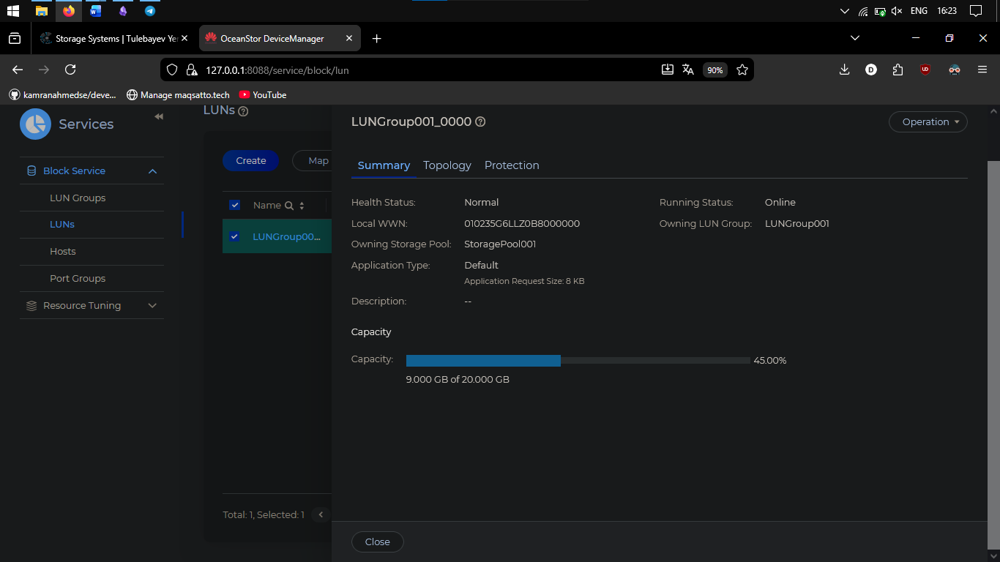 ENG 16:23
Storage Systems | Tulebayev Ye
OceanStor DeviceManager
127.0.0.1:8088/service/block/lun
90%
kamranahmedse/deve...
Manage maqsatto.tech
YouTube
Services
Block Service
LUN Groups
LUNs
Hosts
Port Groups
Resource Tuning
LUNs
Create
Map
Name
LUNGroup00...
Total: 1, Selected: 1
LUNGroup001_0000
Operation
Summary Topology Protection
Health Status: Normal Running Status: Online
Local WWN: 010235G6LLZ0B8000000 Owning LUN Group: LUNGroup001
Owning Storage Pool: StoragePool001
Application Type: Default
Application Request Size: 8 KB
Description: --
Capacity
Capacity: 45.00%
9.000 GB of 20.000 GB
Close